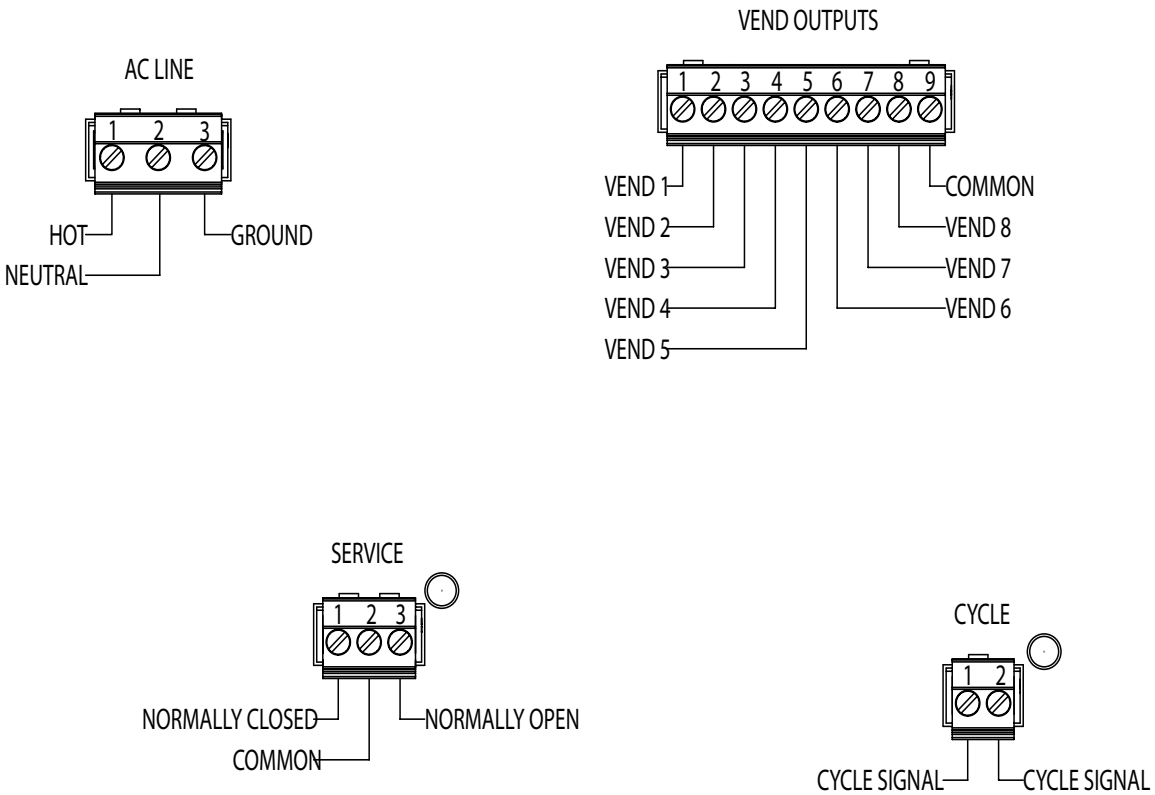 VEND OUTPUTS
AC LINE
1 2 3
HOT
GROUND
NEUTRAL
1 2 3 4 5 6 7 8 9
VEND 1
COMMON
VEND 2
VEND 8
VEND 3
VEND 7
VEND 4
VEND 6
VEND 5
SERVICE
1 2 3
NORMALLY CLOSED
NORMALLY OPEN
COMMON
CYCLE
1 2
CYCLE SIGNAL
CYCLE SIGNAL